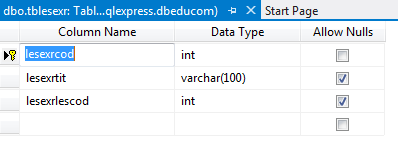 dbo.tblesexr: Tabl...qlexpress.dbeducom) Start Page
Column Name Data Type Allow Nulls
lesexrcod int
lesexrtit varchar(100)
lesexrlescod int